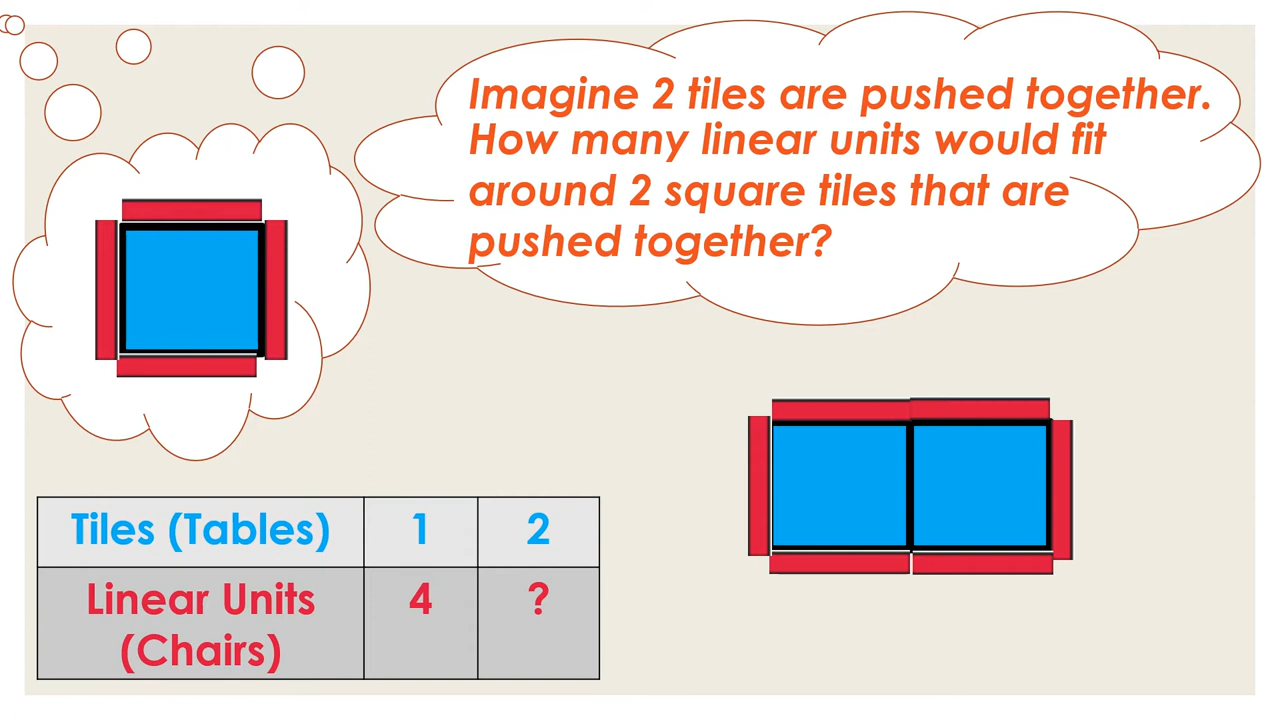 Imagine 2 tiles are pushed together.
How many linear units would fit
around 2 square tiles that are
pushed together?
Tiles (Tables) 1 2
Linear Units 4 ?
(Chairs)